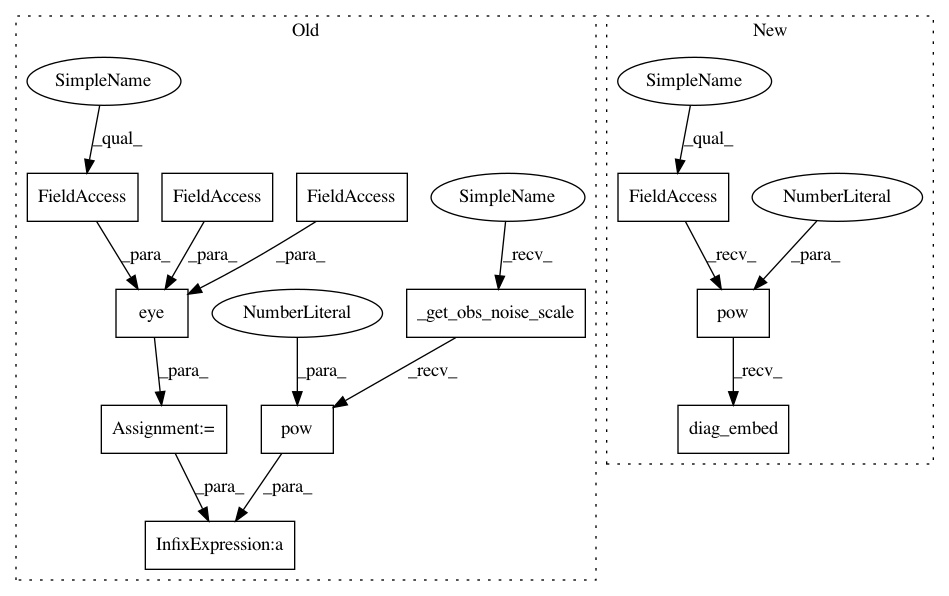 Old
New
SimpleName
SimpleName
_qual_
_qual_
FieldAccess
FieldAccess
FieldAccess
SimpleName
FieldAccess
NumberLiteral
_para_
_para_
_para_
_recv_
_recv_
_para_
eye
NumberLiteral
_get_obs_noise_scale
pow
_para_
_para_
_recv_
_recv_
Assignment:=
pow
diag_embed
_para_
_para_
InfixExpression:a